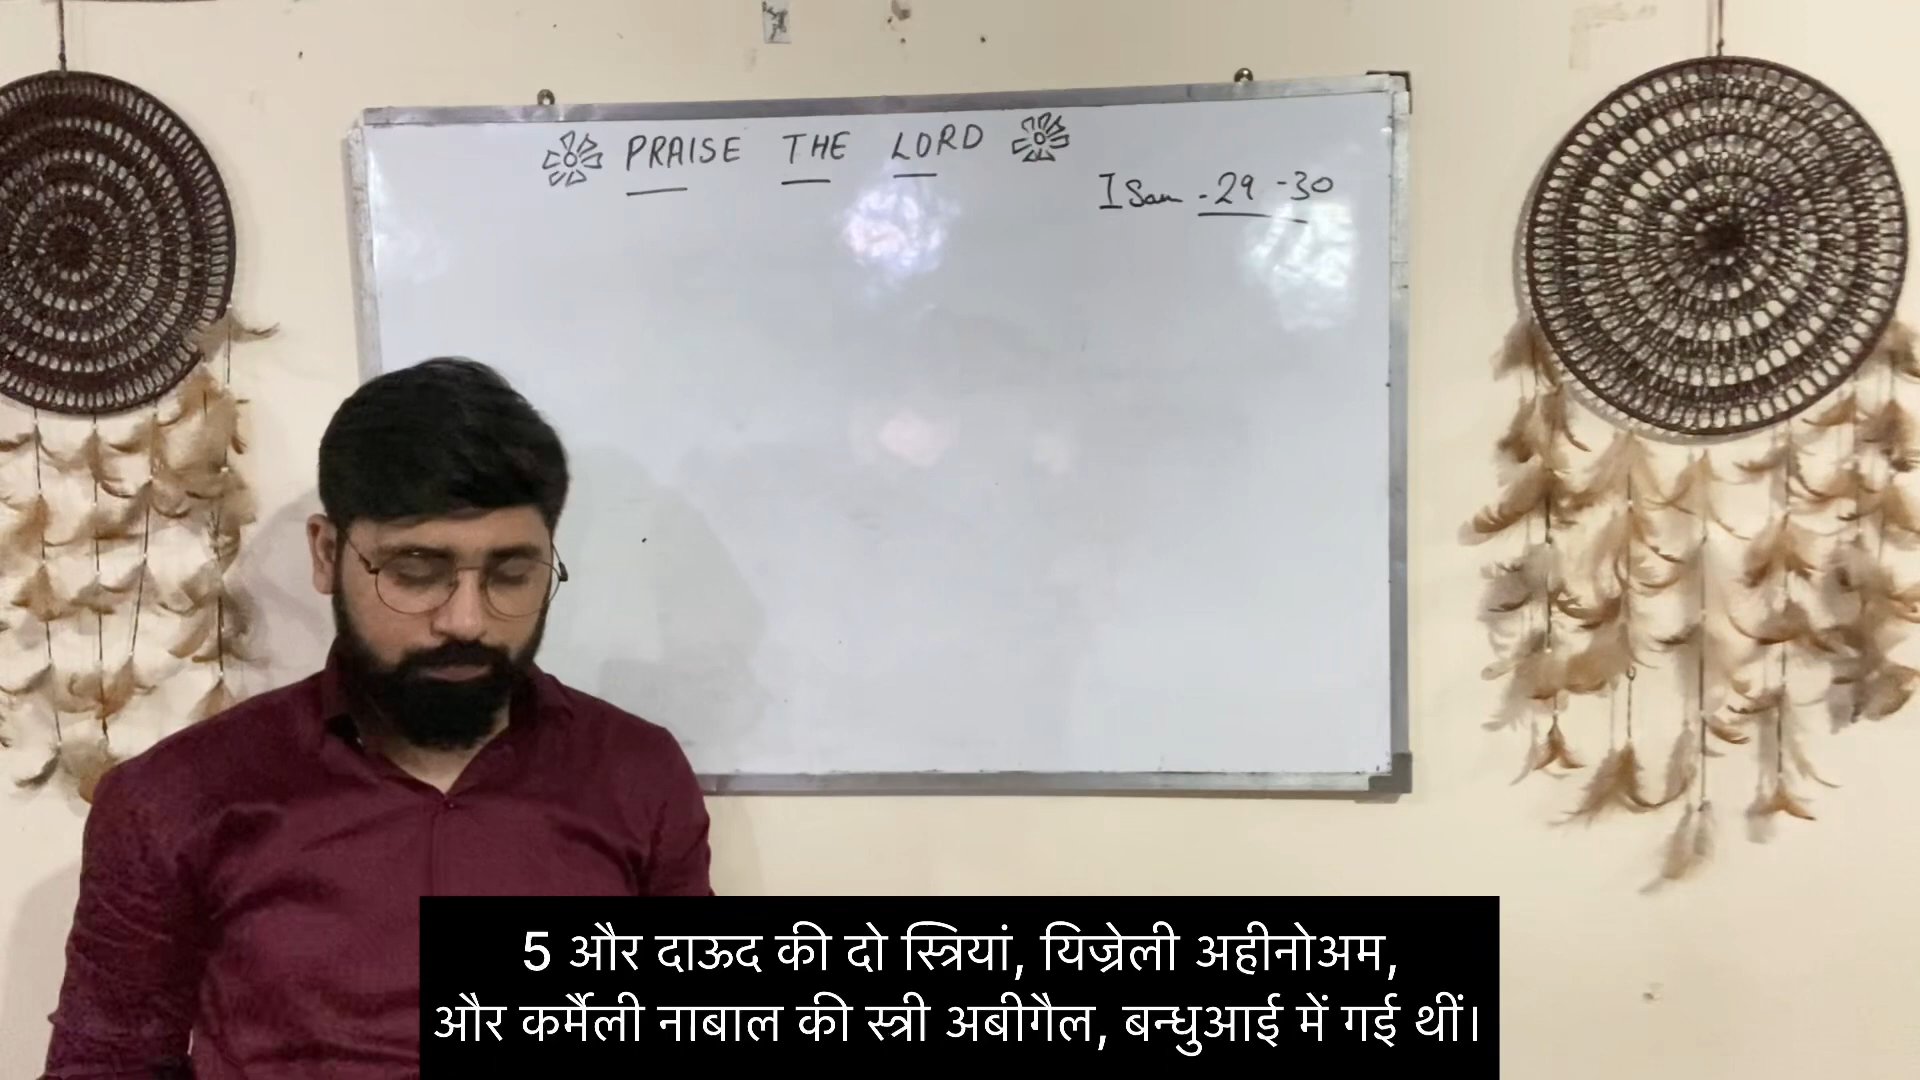 PRAISE THE LORD
I Sam - 29 - 30
5 और दाऊद की दो स्त्रियां, यिज्रेली अहीनोअम,
और कर्मैली नाबाल की स्त्री अबीगैल, बन्धुआई में गई थीं।